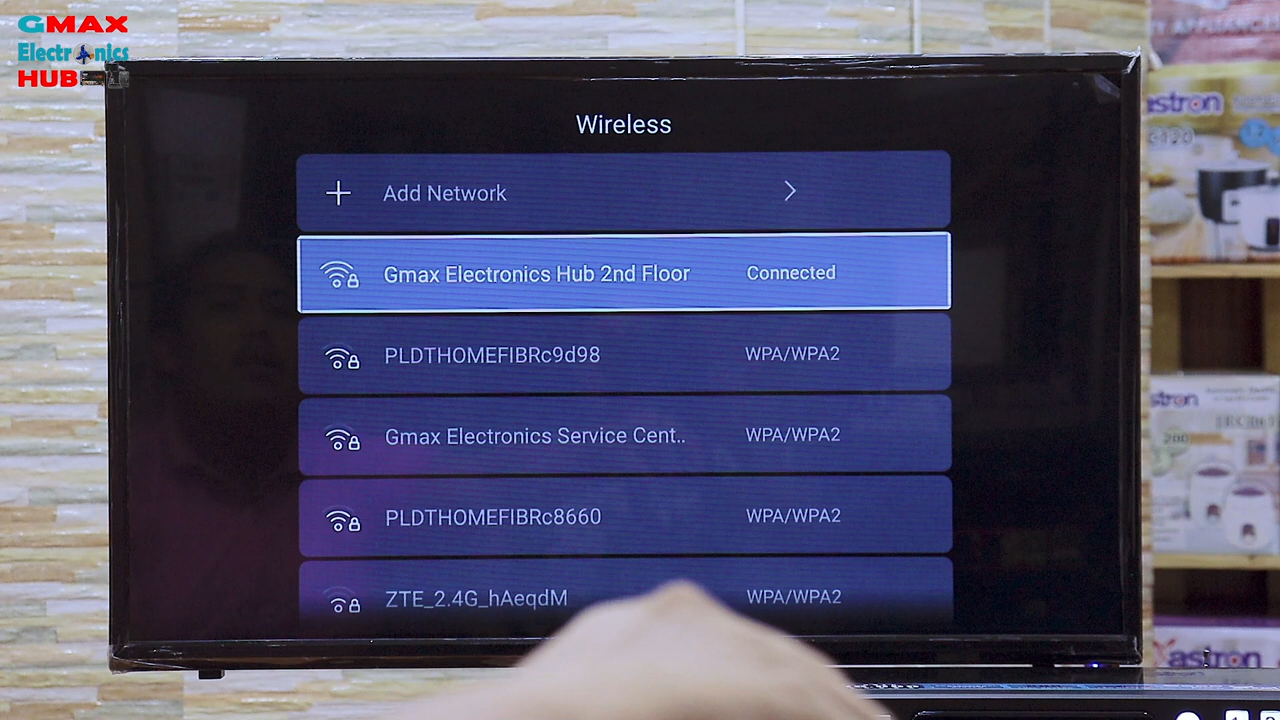 GMAX
Electronics
HUB
Wireless
Add Network
Gmax Electronics Hub 2nd Floor Connected
PLDTHOMEFIBRc9d98 WPA/WPA2
Gmax Electronics Service Cent.. WPA/WPA2
PLDTHOMEFIBRc8660 WPA/WPA2
ZTE_2.4G_hAeqdM WPA/WPA2
astron
astron